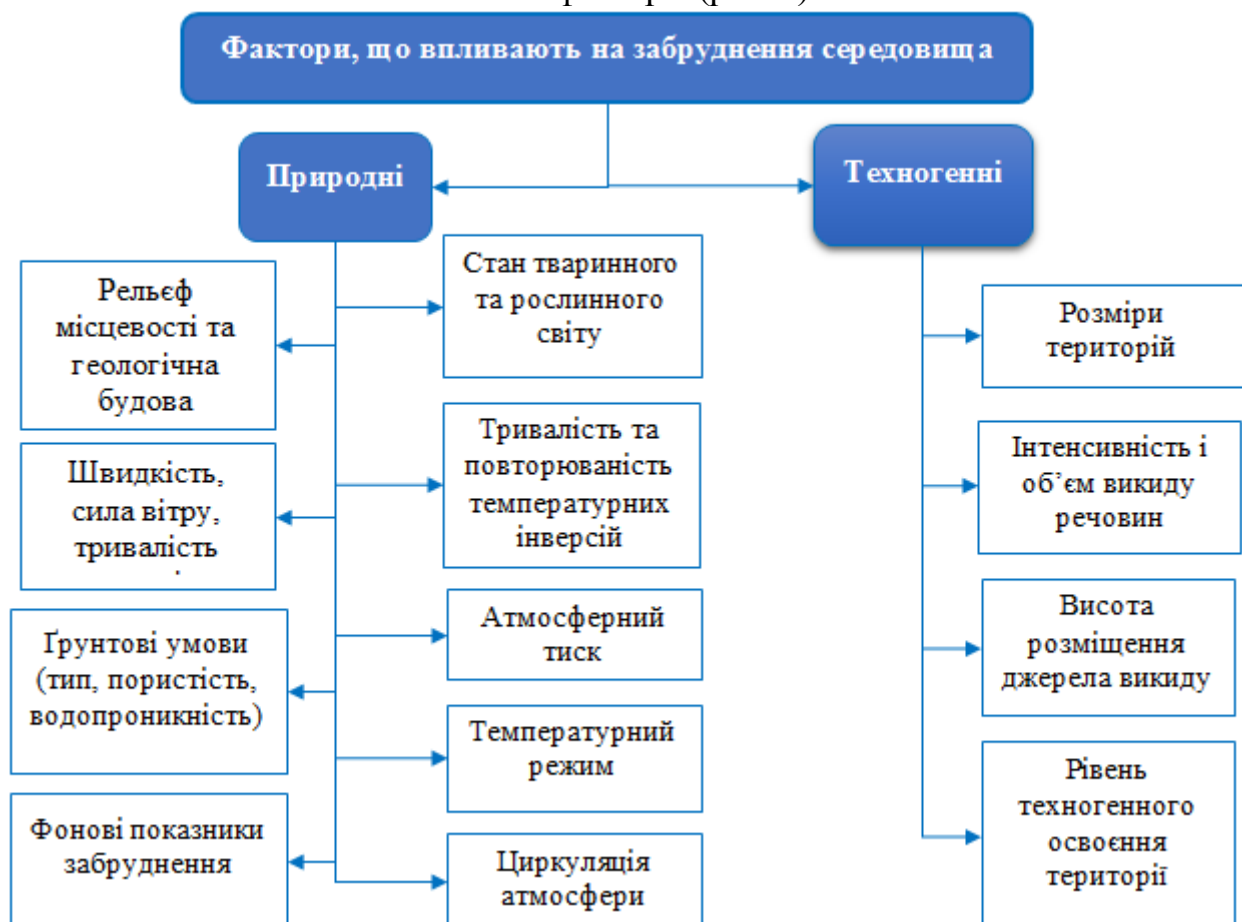 Фактори, що впливають на забруднення середовища
Природні
Техногенні
Рельєф
місцевості та
геологічна
будова
Швидкість,
сила вітру,
тривалість
Ґрунтові умови
(тип, пористість,
водопроникність)
Фонові показники
забруднення
Стан тваринного
та рослинного
світу
Тривалість та
повторюваність
температурних
інверсій
Атмосферний
тиск
Температурний
режим
Циркуляція
атмосфери
Розміри
територій
Інтенсивність і
об’єм викиду
речовин
Висота
розміщення
джерела викиду
Рівень
техногенного
освоєння
території